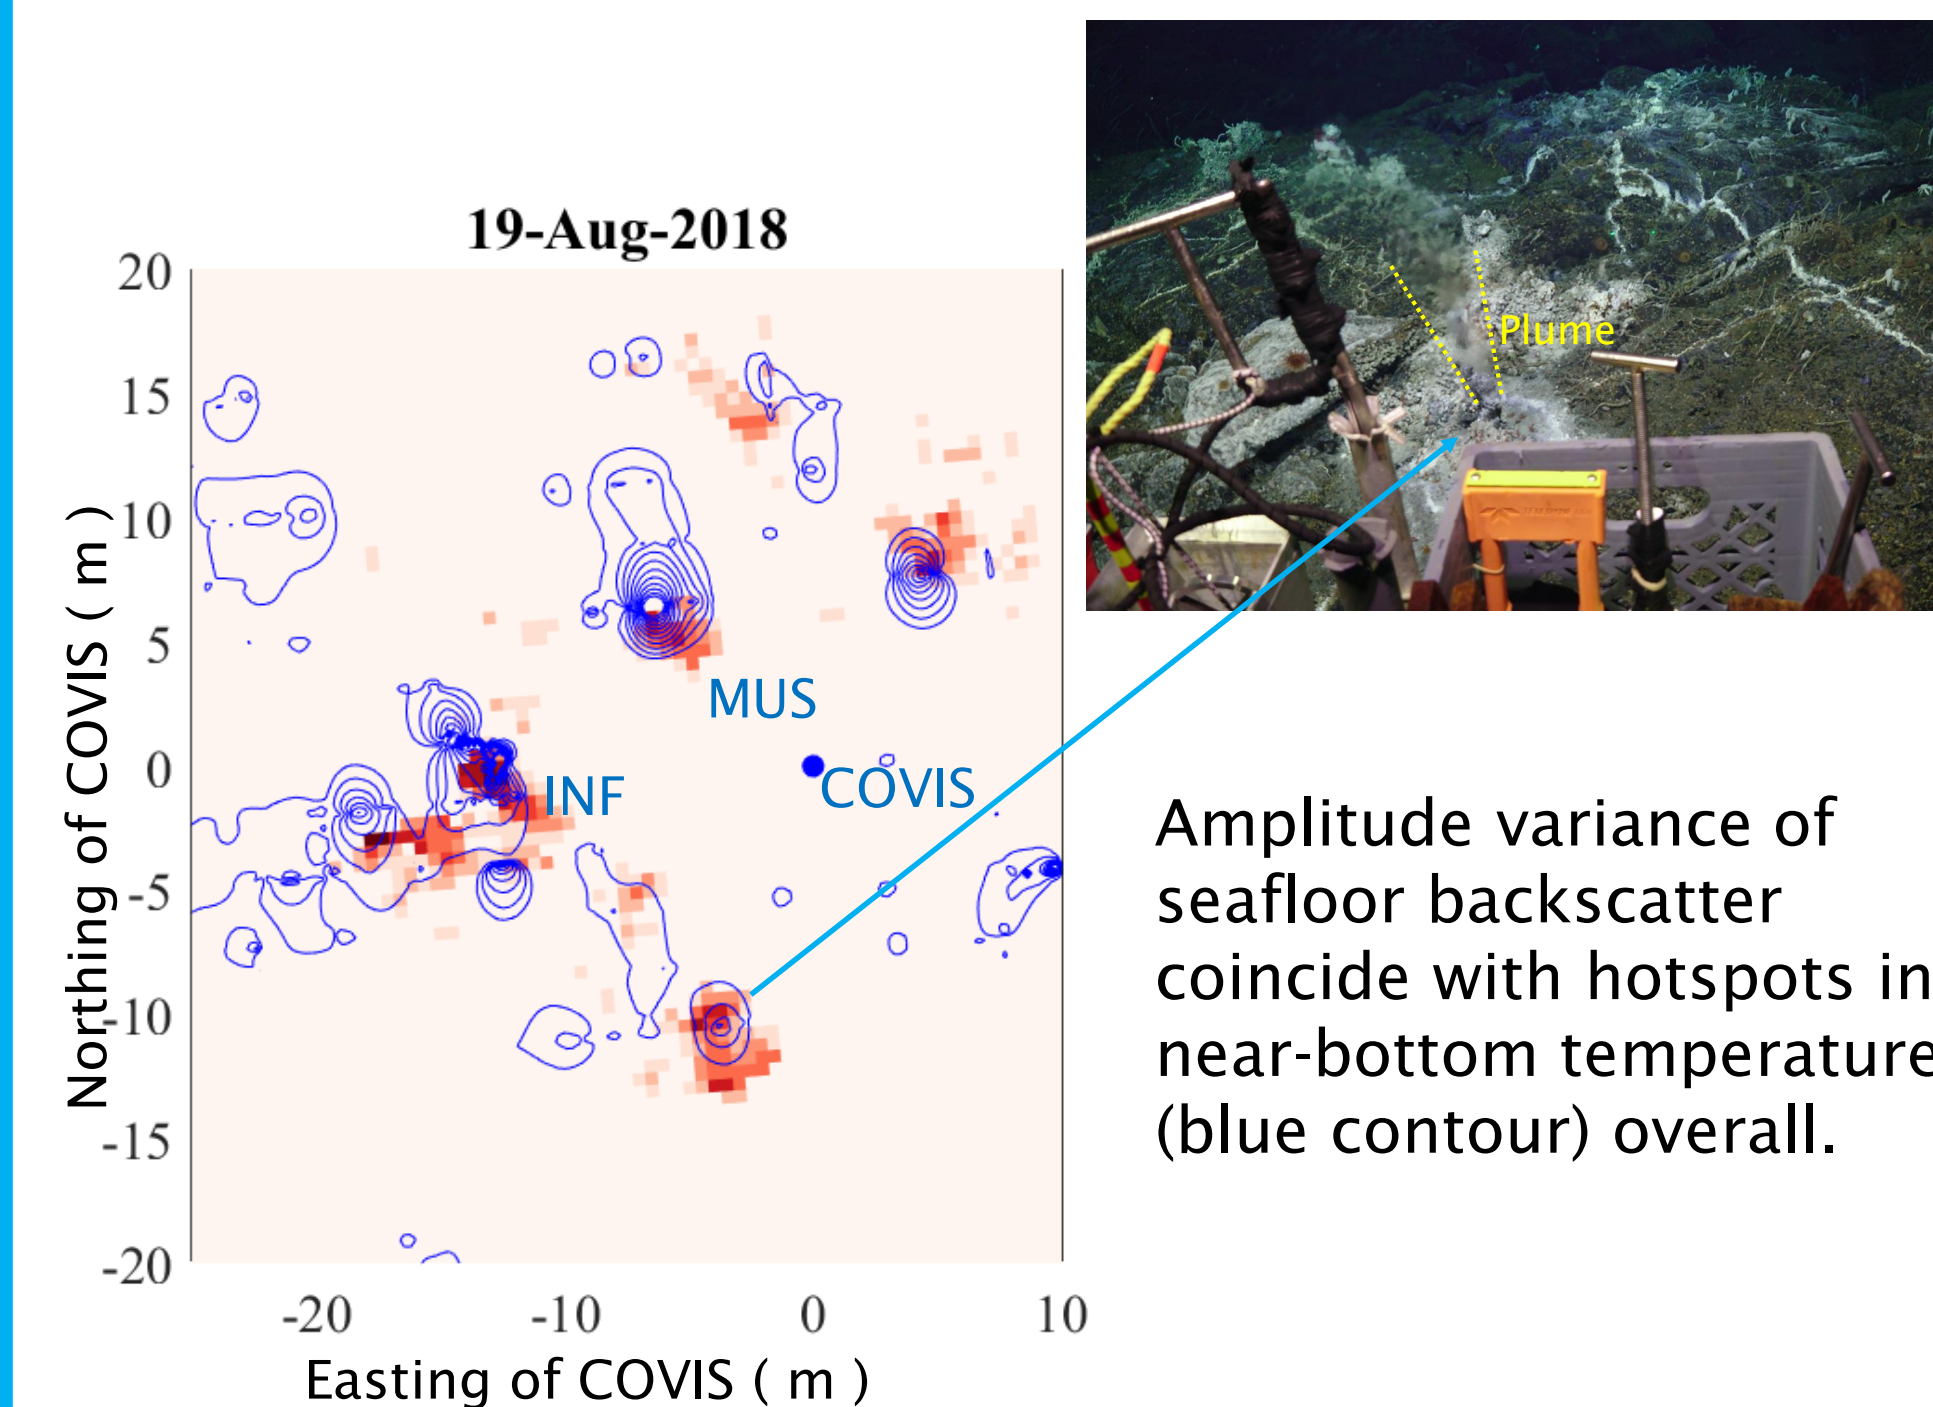 19-Aug-2018
20
15
10
5
0
-5
-10
-15
-20
-20 -10 0 10
Northing of COVIS ( m )
Easting of COVIS ( m )
MUS
INF
COVIS
Plume
Amplitude variance of
seafloor backscatter
coincide with hotspots in
near-bottom temperature
(blue contour) overall.